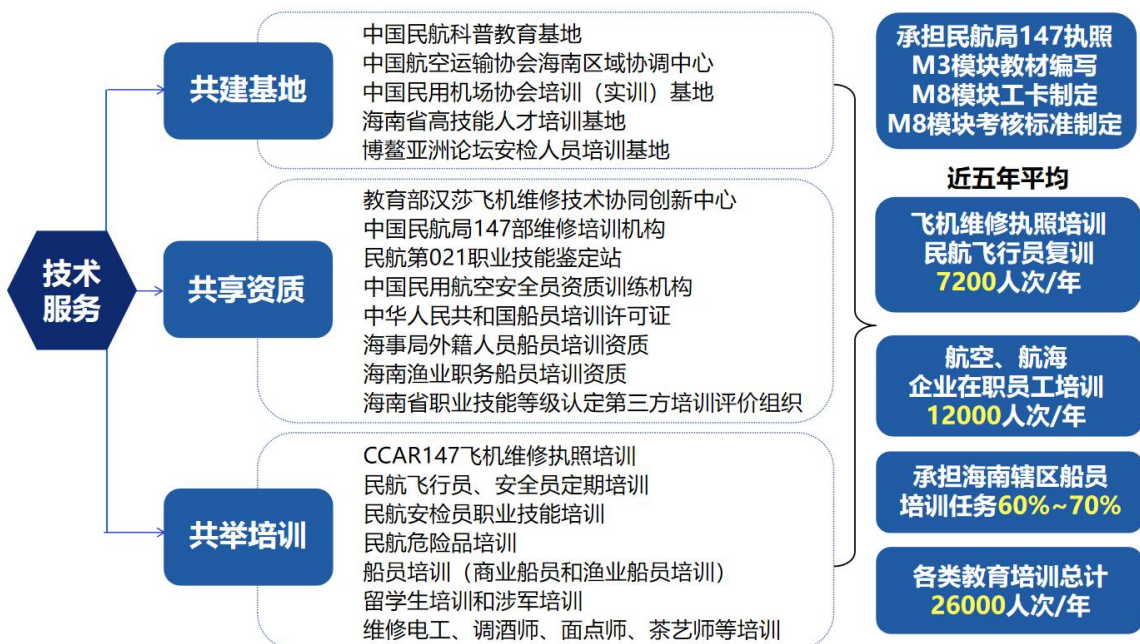 技术
服务
共建基地
中国民航科普教育基地
中国航空运输协会海南区域协调中心
中国民用机场协会培训（实训）基地
海南省高技能人才培训基地
博鳌亚洲论坛安检人员培训基地
共享资质
教育部汉莎飞机维修技术协同创新中心
中国民航局147部维修培训机构
民航第021职业技能鉴定站
中国民用航空安全员资质训练机构
中华人民共和国船员培训许可证
海事局外籍人员船员培训资质
海南渔业职务船员培训资质
海南省职业技能等级认定第三方培训评价组织
共举培训
CCAR147飞机维修执照培训
民航飞行员、安全员定期培训
民航安检员职业技能培训
民航危险品培训
船员培训（商业船员和渔业船员培训）
留学生培训和涉军培训
维修电工、调酒师、面点师、茶艺师等培训
承担民航局147执照
M3模块教材编写
M8模块工卡制定
M8模块考核标准制定
近五年平均
飞机维修执照培训
民航飞行员复训
7200人次/年
航空、航海
企业在职员工培训
12000人次/年
承担海南辖区船员
培训任务60%~70%
各类教育培训总计
26000人次/年